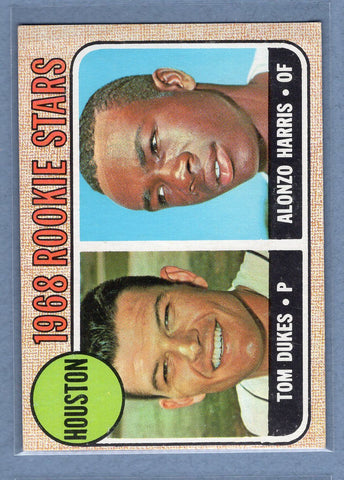 1968 ROOKIE STARS
HOUSTON
TOM DUKES • P
ALONZO HARRIS • OF